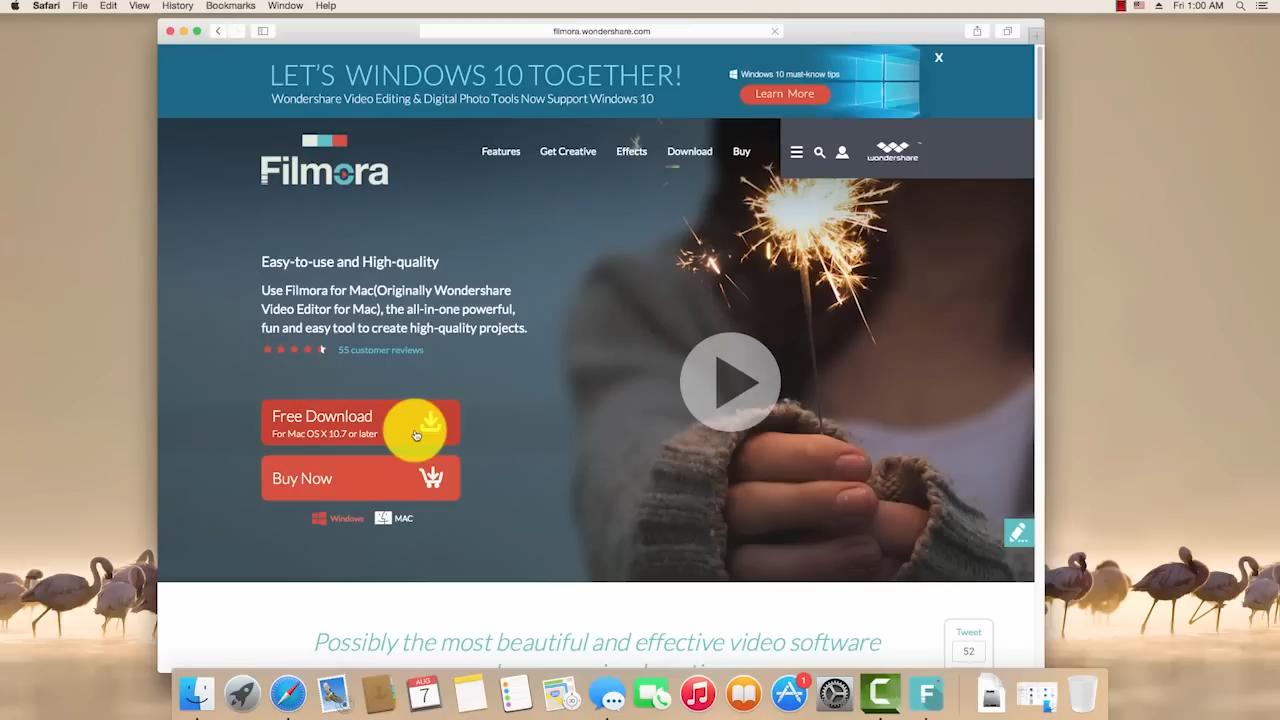 Safari File Edit View History Bookmarks Window Help
Fri 1:00 AM
filmora.wondershare.com
LET'S WINDOWS 10 TOGETHER!
Wondershare Video Editing & Digital Photo Tools Now Support Windows 10
Windows 10 must-know tips
Learn More
X
Filmora
Features Get Creative Effects Download Buy
wondershare
Easy-to-use and High-quality
Use Filmora for Mac(Originally Wondershare
Video Editor for Mac), the all-in-one powerful,
fun and easy tool to create high-quality projects.
55 customer reviews
Free Download
For Mac OS X 10.7 or later
Buy Now
Windows MAC
Possibly the most beautiful and effective video software
Tweet
52
AUG
7
1
C
F